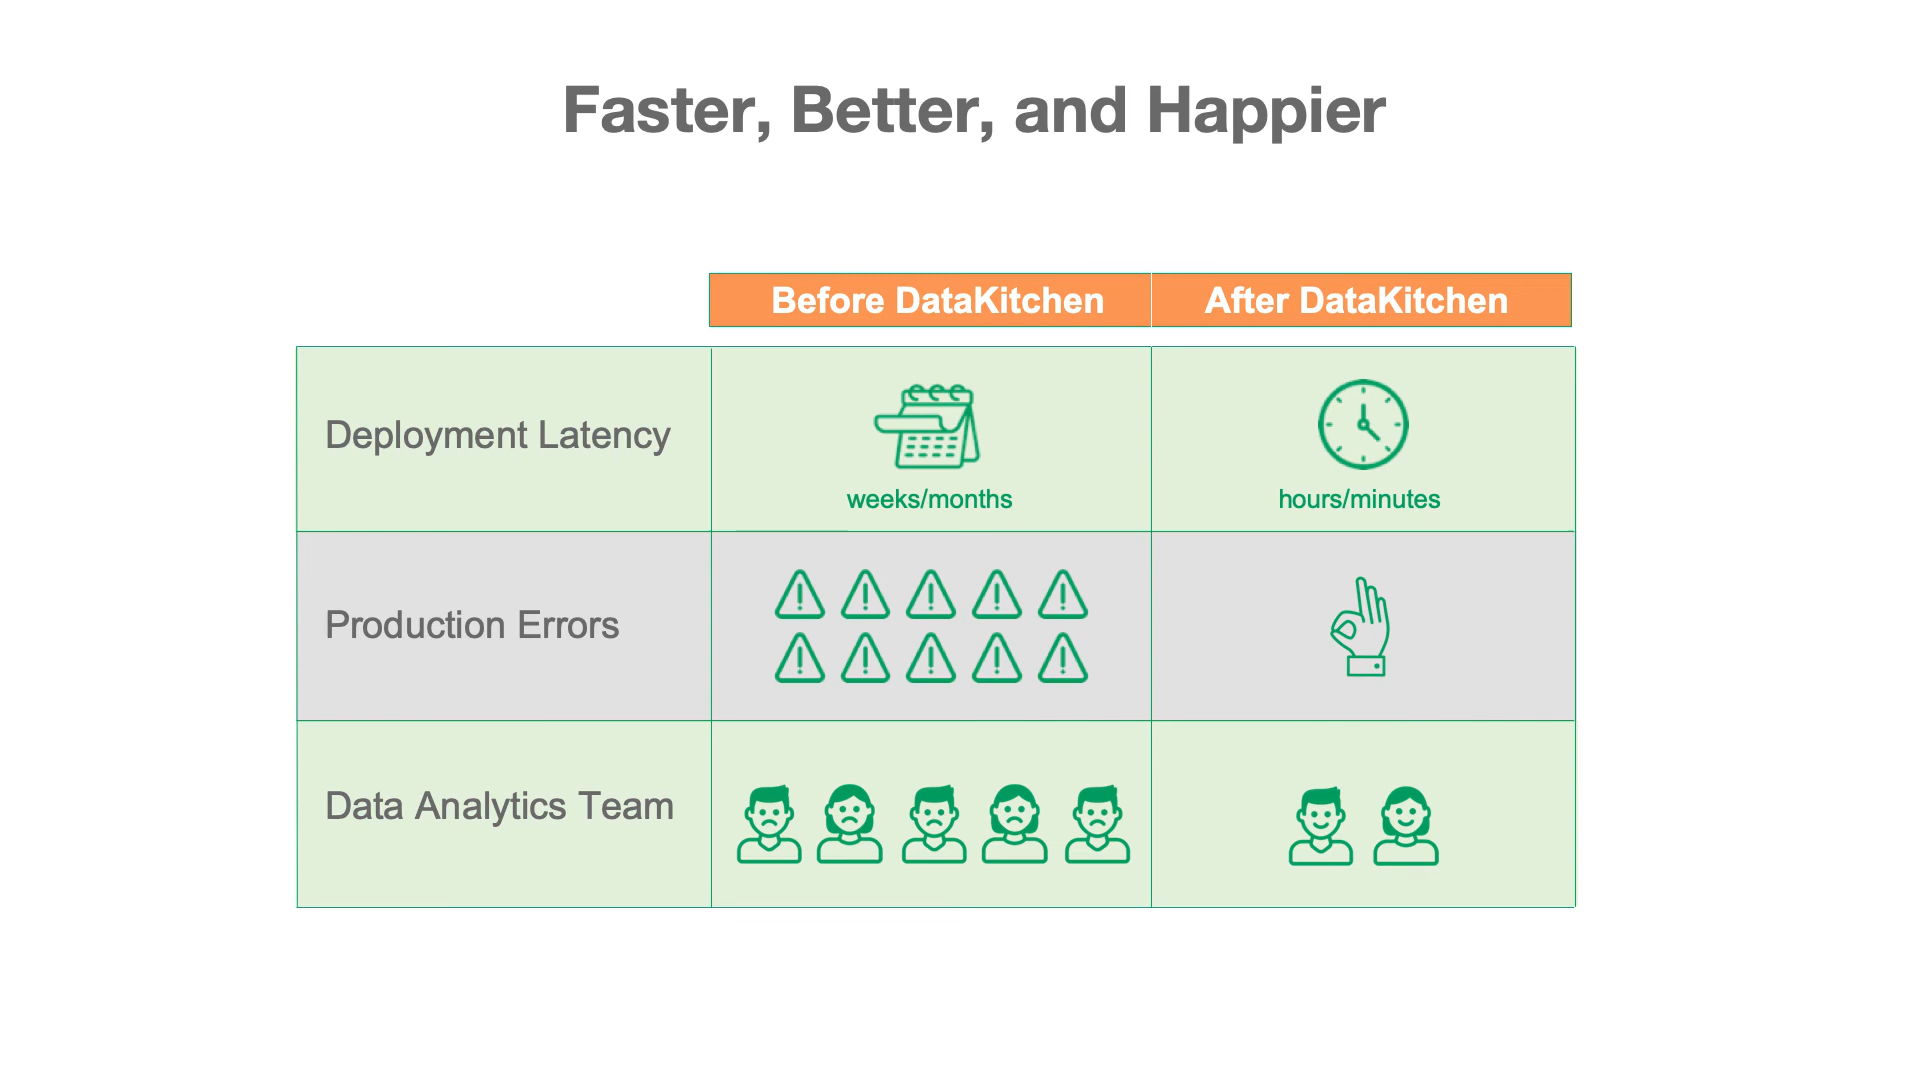 Faster, Better, and Happier
Before DataKitchen
After DataKitchen
Deployment Latency
weeks/months
hours/minutes
Production Errors
Data Analytics Team